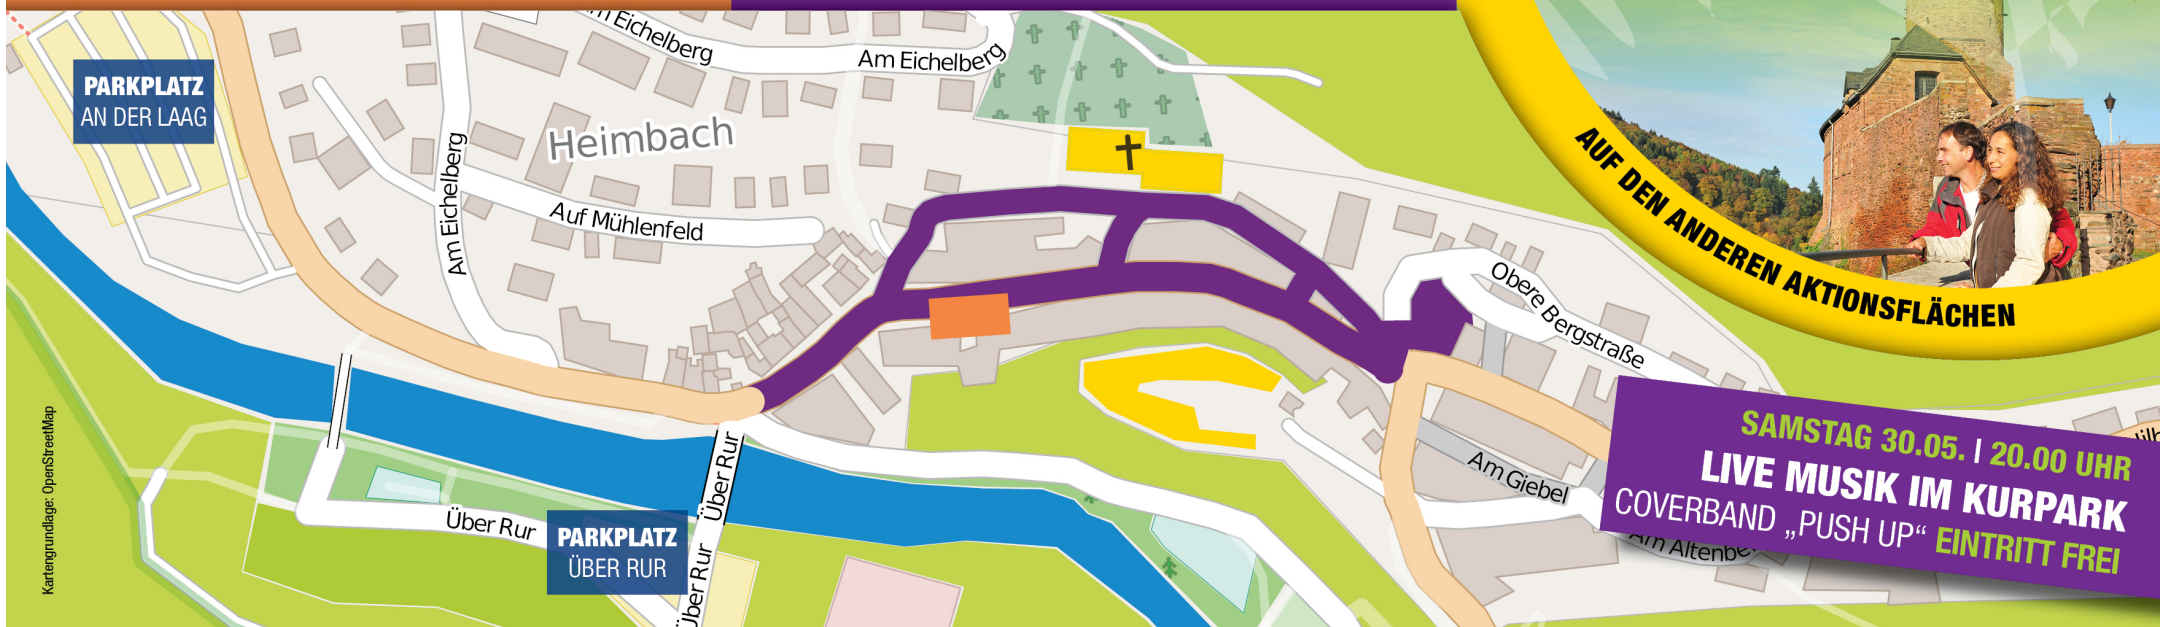 Am Eichelberg
Am Eichelberg
PARKPLATZ
AN DER LAAG
Heimbach
Am Eichelberg
Auf Mühlenfeld
AUF DEN ANDEREN AKTIONSFLÄCHEN
Obere Bergstraße
Kartengrundlage: OpenStreetMap
Über Rur
Am Giebel
Über Rur
PARKPLATZ
ÜBER RUR
Über Rur
SAMSTAG 30.05. | 20.00 UHR
LIVE MUSIK IM KURPARK
COVERBAND „PUSH UP“ EINTRITT FREI
Am Altenbe